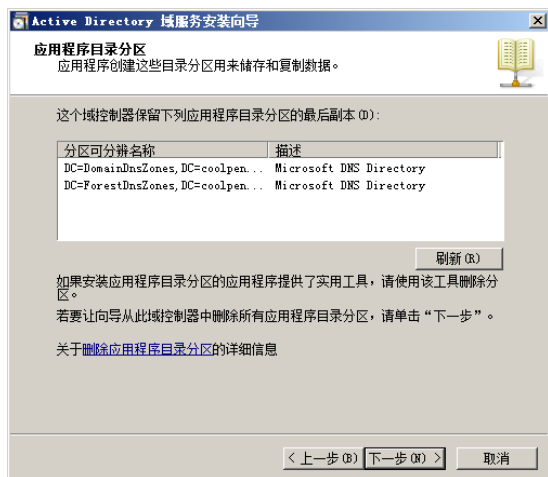 Active Directory 域服务安装向导
应用程序目录分区
应用程序创建这些目录分区用来储存和复制数据。
这个域控制器保留下列应用程序目录分区的最后副本(D):
分区可分辨名称 描述
DC=DomainDnsZones,DC=coolpen... Microsoft DNS Directory
DC=ForestDnsZones,DC=coolpen... Microsoft DNS Directory
刷新(R)
如果安装应用程序目录分区的应用程序提供了实用工具，请使用该工具删除分
区。
若要让向导从此域控制器中删除所有应用程序目录分区，请单击“下一步”。
关于删除应用程序目录分区的详细信息
< 上一步(B) 下一步(N) > 取消